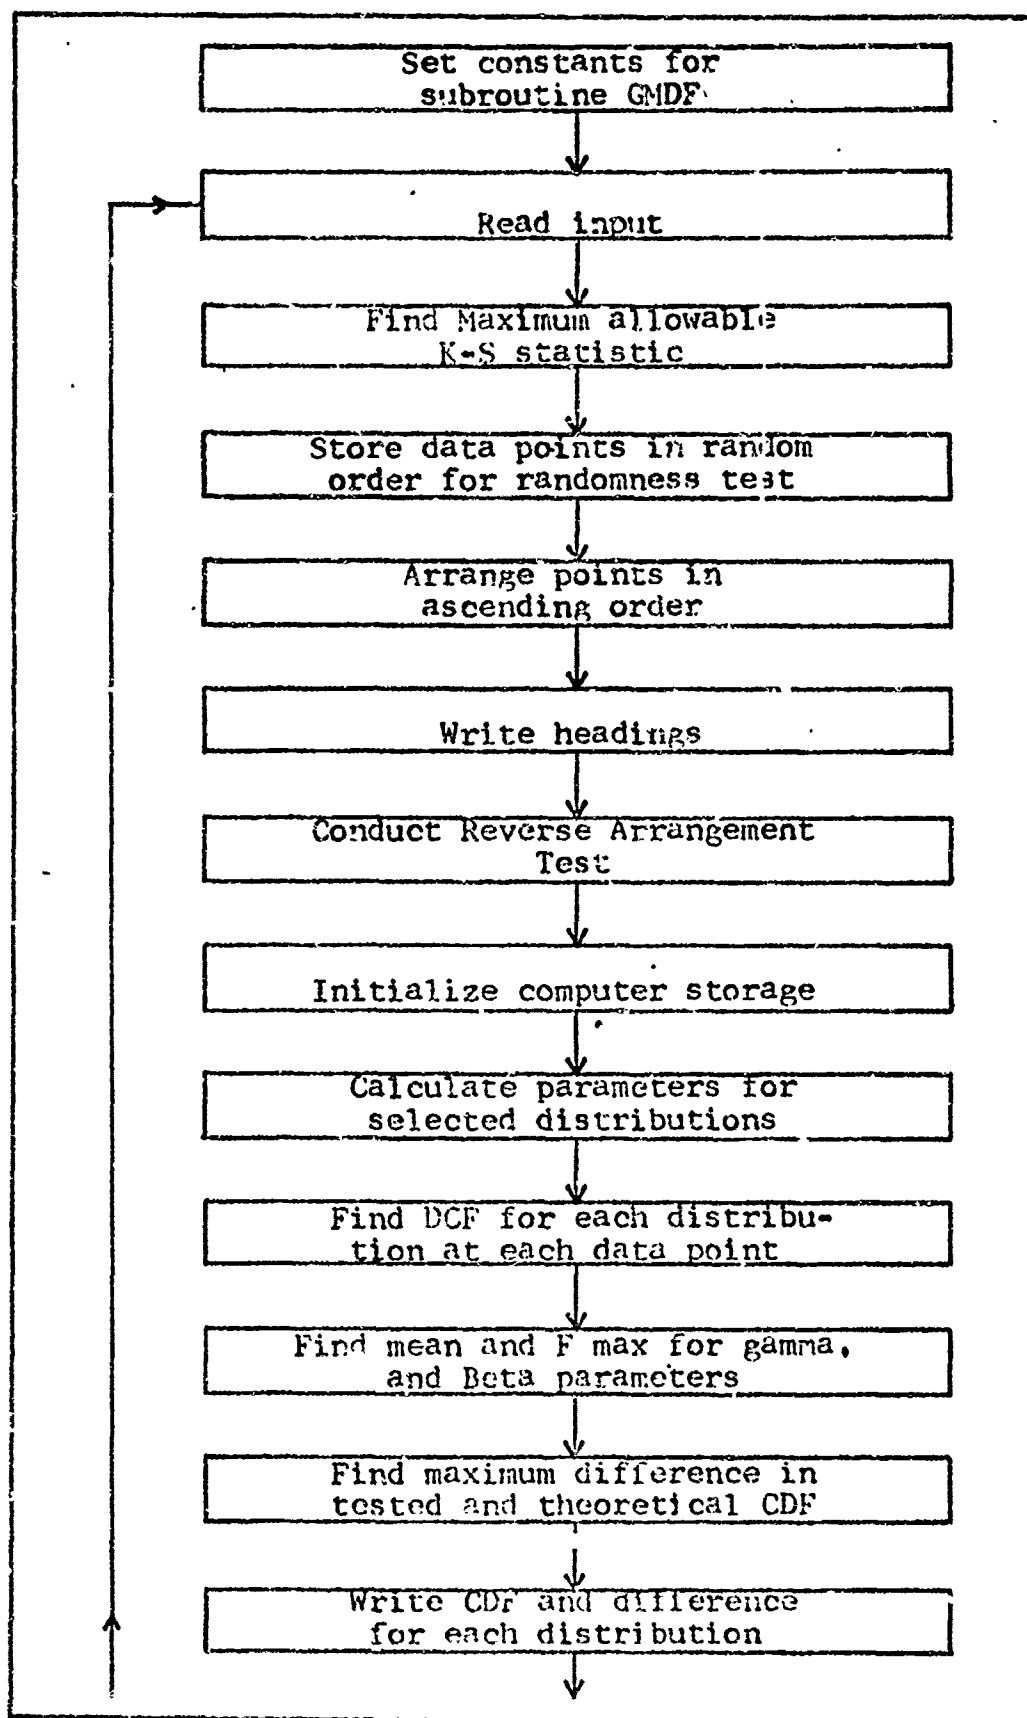 Set constants for
subroutine GMDF
Read input
Find Maximum allowable
K-S statistic
Store data points in random
order for randomness test
Arrange points in
ascending order
Write headings
Conduct Reverse Arrangement
Test
Initialize computer storage
Calculate parameters for
selected distributions
Find DCF for each distribu-
tion at each data point
Find mean and F max for gamma,
and Beta parameters
Find maximum difference in
tested and theoretical CDF
Write CDF and difference
for each distribution